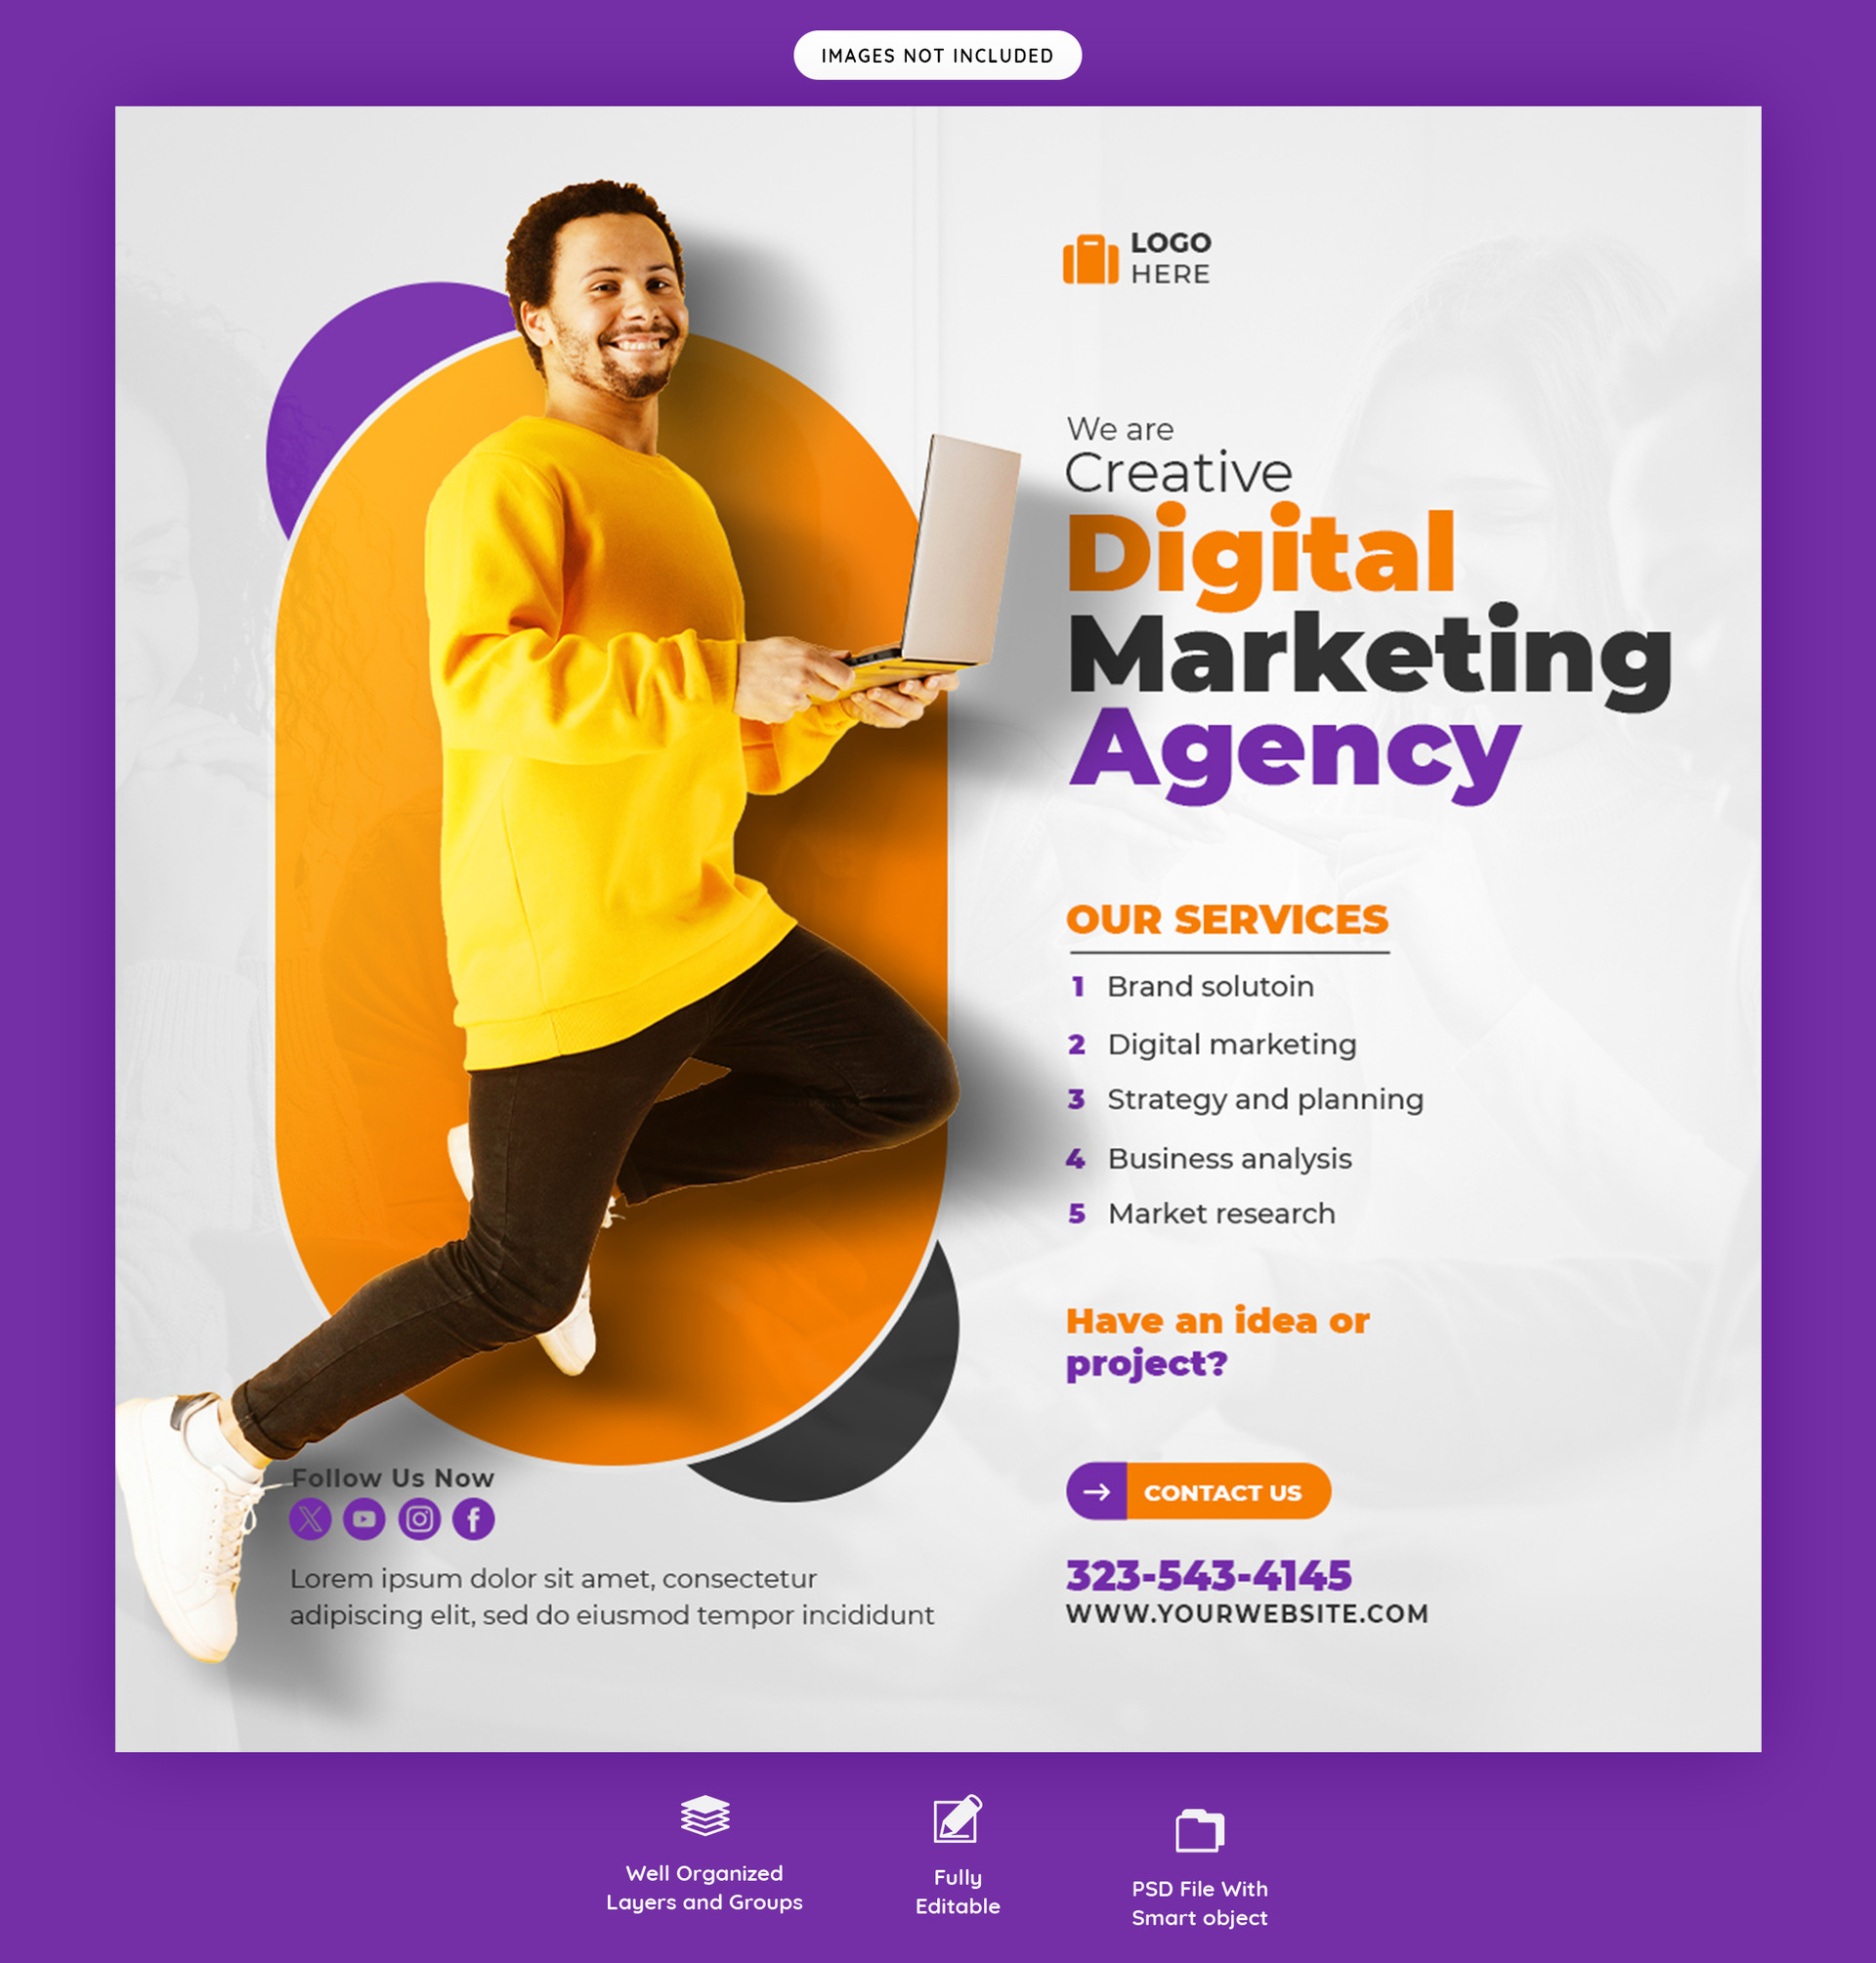 IMAGES NOT INCLUDED
LOGO
HERE
We are
Creative
Digital
Marketing
Agency
OUR SERVICES
1 Brand solutoin
2 Digital marketing
3 Strategy and planning
4 Business analysis
5 Market research
Have an idea or
project?
CONTACT US
323-543-4145
WWW.YOURWEBSITE.COM
Follow Us Now
Lorem ipsum dolor sit amet, consectetur
adipiscing elit, sed do eiusmod tempor incididunt
Well Organized
Layers and Groups
Fully
Editable
PSD File With
Smart object